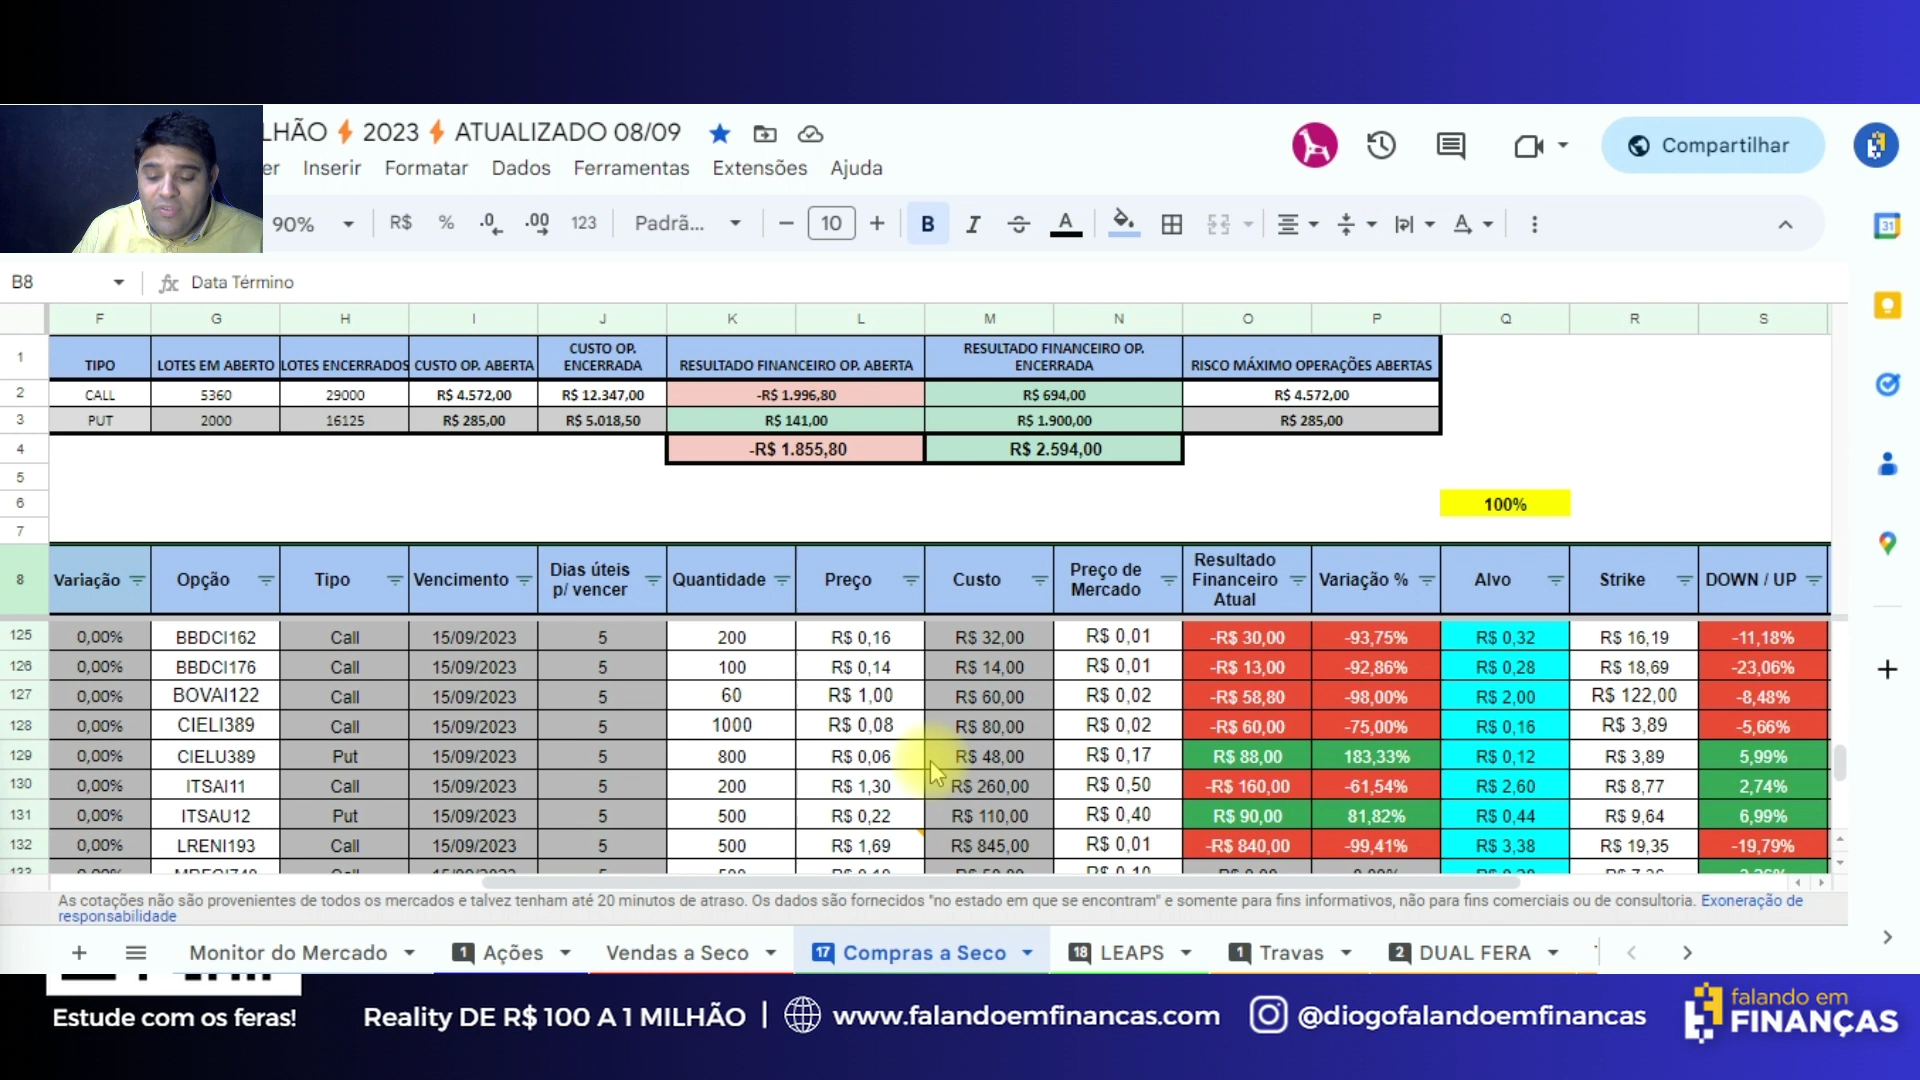 LHÃO ⚡ 2023 ⚡ ATUALIZADO 08/09
Compartilhar
er Inserir Formatar Dados Ferramentas Extensões Ajuda
90% R$ % .0 .00 123 Padrã... − 10 + B I A
31
B8 fx Data Término
F G H I J K L M N O P Q R S
1 TIPO LOTES EM ABERTO LOTES ENCERRADOS CUSTO OP. ABERTA CUSTO OP. ENCERRADA RESULTADO FINANCEIRO OP. ABERTA RESULTADO FINANCEIRO OP. ENCERRADA RISCO MÁXIMO OPERAÇÕES ABERTAS
2 CALL 5360 29000 R$ 4.572,00 R$ 12.347,00 -R$ 1.996,80 R$ 694,00 R$ 4.572,00
3 PUT 2000 16125 R$ 285,00 R$ 5.018,50 R$ 141,00 R$ 1.900,00 R$ 285,00
4 -R$ 1.855,80 R$ 2.594,00
5
6 100%
7
8 Variação Opção Tipo Vencimento Dias úteis p/ vencer Quantidade Preço Custo Preço de Mercado Resultado Financeiro Atual Variação % Alvo Strike DOWN / UP
125 0,00% BBDCI162 Call 15/09/2023 5 200 R$ 0,16 R$ 32,00 R$ 0,01 -R$ 30,00 -93,75% R$ 0,32 R$ 16,19 -11,18%
126 0,00% BBDCI176 Call 15/09/2023 5 100 R$ 0,14 R$ 14,00 R$ 0,01 -R$ 13,00 -92,86% R$ 0,28 R$ 18,69 -23,06%
127 0,00% BOVAI122 Call 15/09/2023 5 60 R$ 1,00 R$ 60,00 R$ 0,02 -R$ 58,80 -98,00% R$ 2,00 R$ 122,00 -8,48%
128 0,00% CIELI389 Call 15/09/2023 5 1000 R$ 0,08 R$ 80,00 R$ 0,02 -R$ 60,00 -75,00% R$ 0,16 R$ 3,89 -5,66%
129 0,00% CIELU389 Put 15/09/2023 5 800 R$ 0,06 R$ 48,00 R$ 0,17 R$ 88,00 183,33% R$ 0,12 R$ 3,89 5,99%
130 0,00% ITSAI11 Call 15/09/2023 5 200 R$ 1,30 R$ 260,00 R$ 0,50 -R$ 160,00 -61,54% R$ 2,60 R$ 8,77 2,74%
131 0,00% ITSAU12 Put 15/09/2023 5 500 R$ 0,22 R$ 110,00 R$ 0,40 R$ 90,00 81,82% R$ 0,44 R$ 9,64 6,99%
132 0,00% LRENI193 Call 15/09/2023 5 500 R$ 1,69 R$ 845,00 R$ 0,01 -R$ 840,00 -99,41% R$ 3,38 R$ 19,35 -19,79%
As cotações não são provenientes de todos os mercados e talvez tenham até 20 minutos de atraso. Os dados são fornecidos "no estado em que se encontram" e somente para fins informativos, não para fins comerciais ou de consultoria. Exoneração de
responsabilidade
+ Monitor do Mercado 1 Ações Vendas a Seco 17 Compras a Seco 18 LEAPS 1 Travas 2 DUAL FERA
Estude com os feras! Reality DE R$ 100 A 1 MILHÃO | www.falandoemfinancas.com @diogofalandoemfinancas
falando em
FINANÇAS